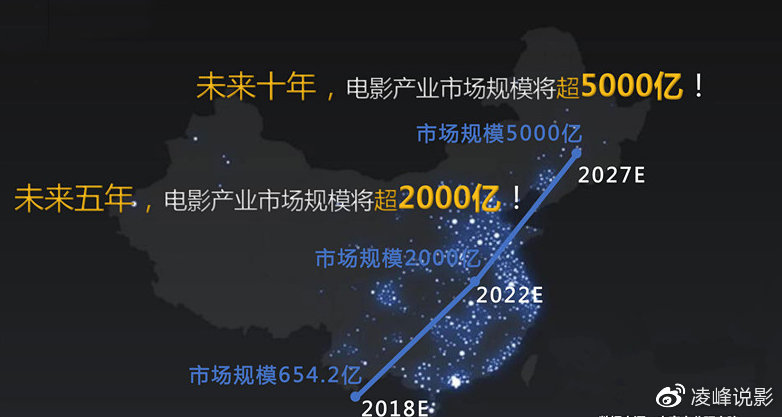 未来十年，电影产业市场规模将超5000亿！
市场规模5000亿
2027E
未来五年，电影产业市场规模将超2000亿！
市场规模2000亿
2022E
市场规模654.2亿
2018E
凌峰说影